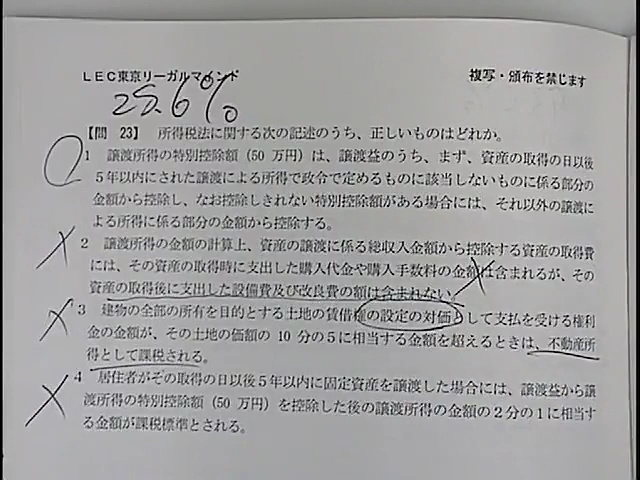 LEC東京リーガルマインド
複写・頒布を禁じます
25.6%
【問 23】 所得税法に関する次の記述のうち、正しいものはどれか。
1 譲渡所得の特別控除額（50 万円）は、譲渡益のうち、まず、資産の取得の日以後
５年以内にされた譲渡による所得で政令で定めるものに該当しないものに係る部分の
金額から控除し、なお控除しきれない特別控除額がある場合には、それ以外の譲渡に
よる所得に係る部分の金額から控除する。
2 譲渡所得の金額の計算上、資産の譲渡に係る総収入金額から控除する資産の取得費
には、その資産の取得時に支出した購入代金や購入手数料の金額は含まれるが、その
資産の取得後に支出した設備費及び改良費の額は含まれない。
3 建物の全部の所有を目的とする土地の賃借権の設定の対価として支払を受ける権利
金の金額が、その土地の価額の 10 分の５に相当する金額を超えるときは、不動産所
得として課税される。
4 居住者がその取得の日以後５年以内に固定資産を譲渡した場合には、譲渡益から譲
渡所得の特別控除額（50 万円）を控除した後の譲渡所得の金額の２分の１に相当す
る金額が課税標準とされる。